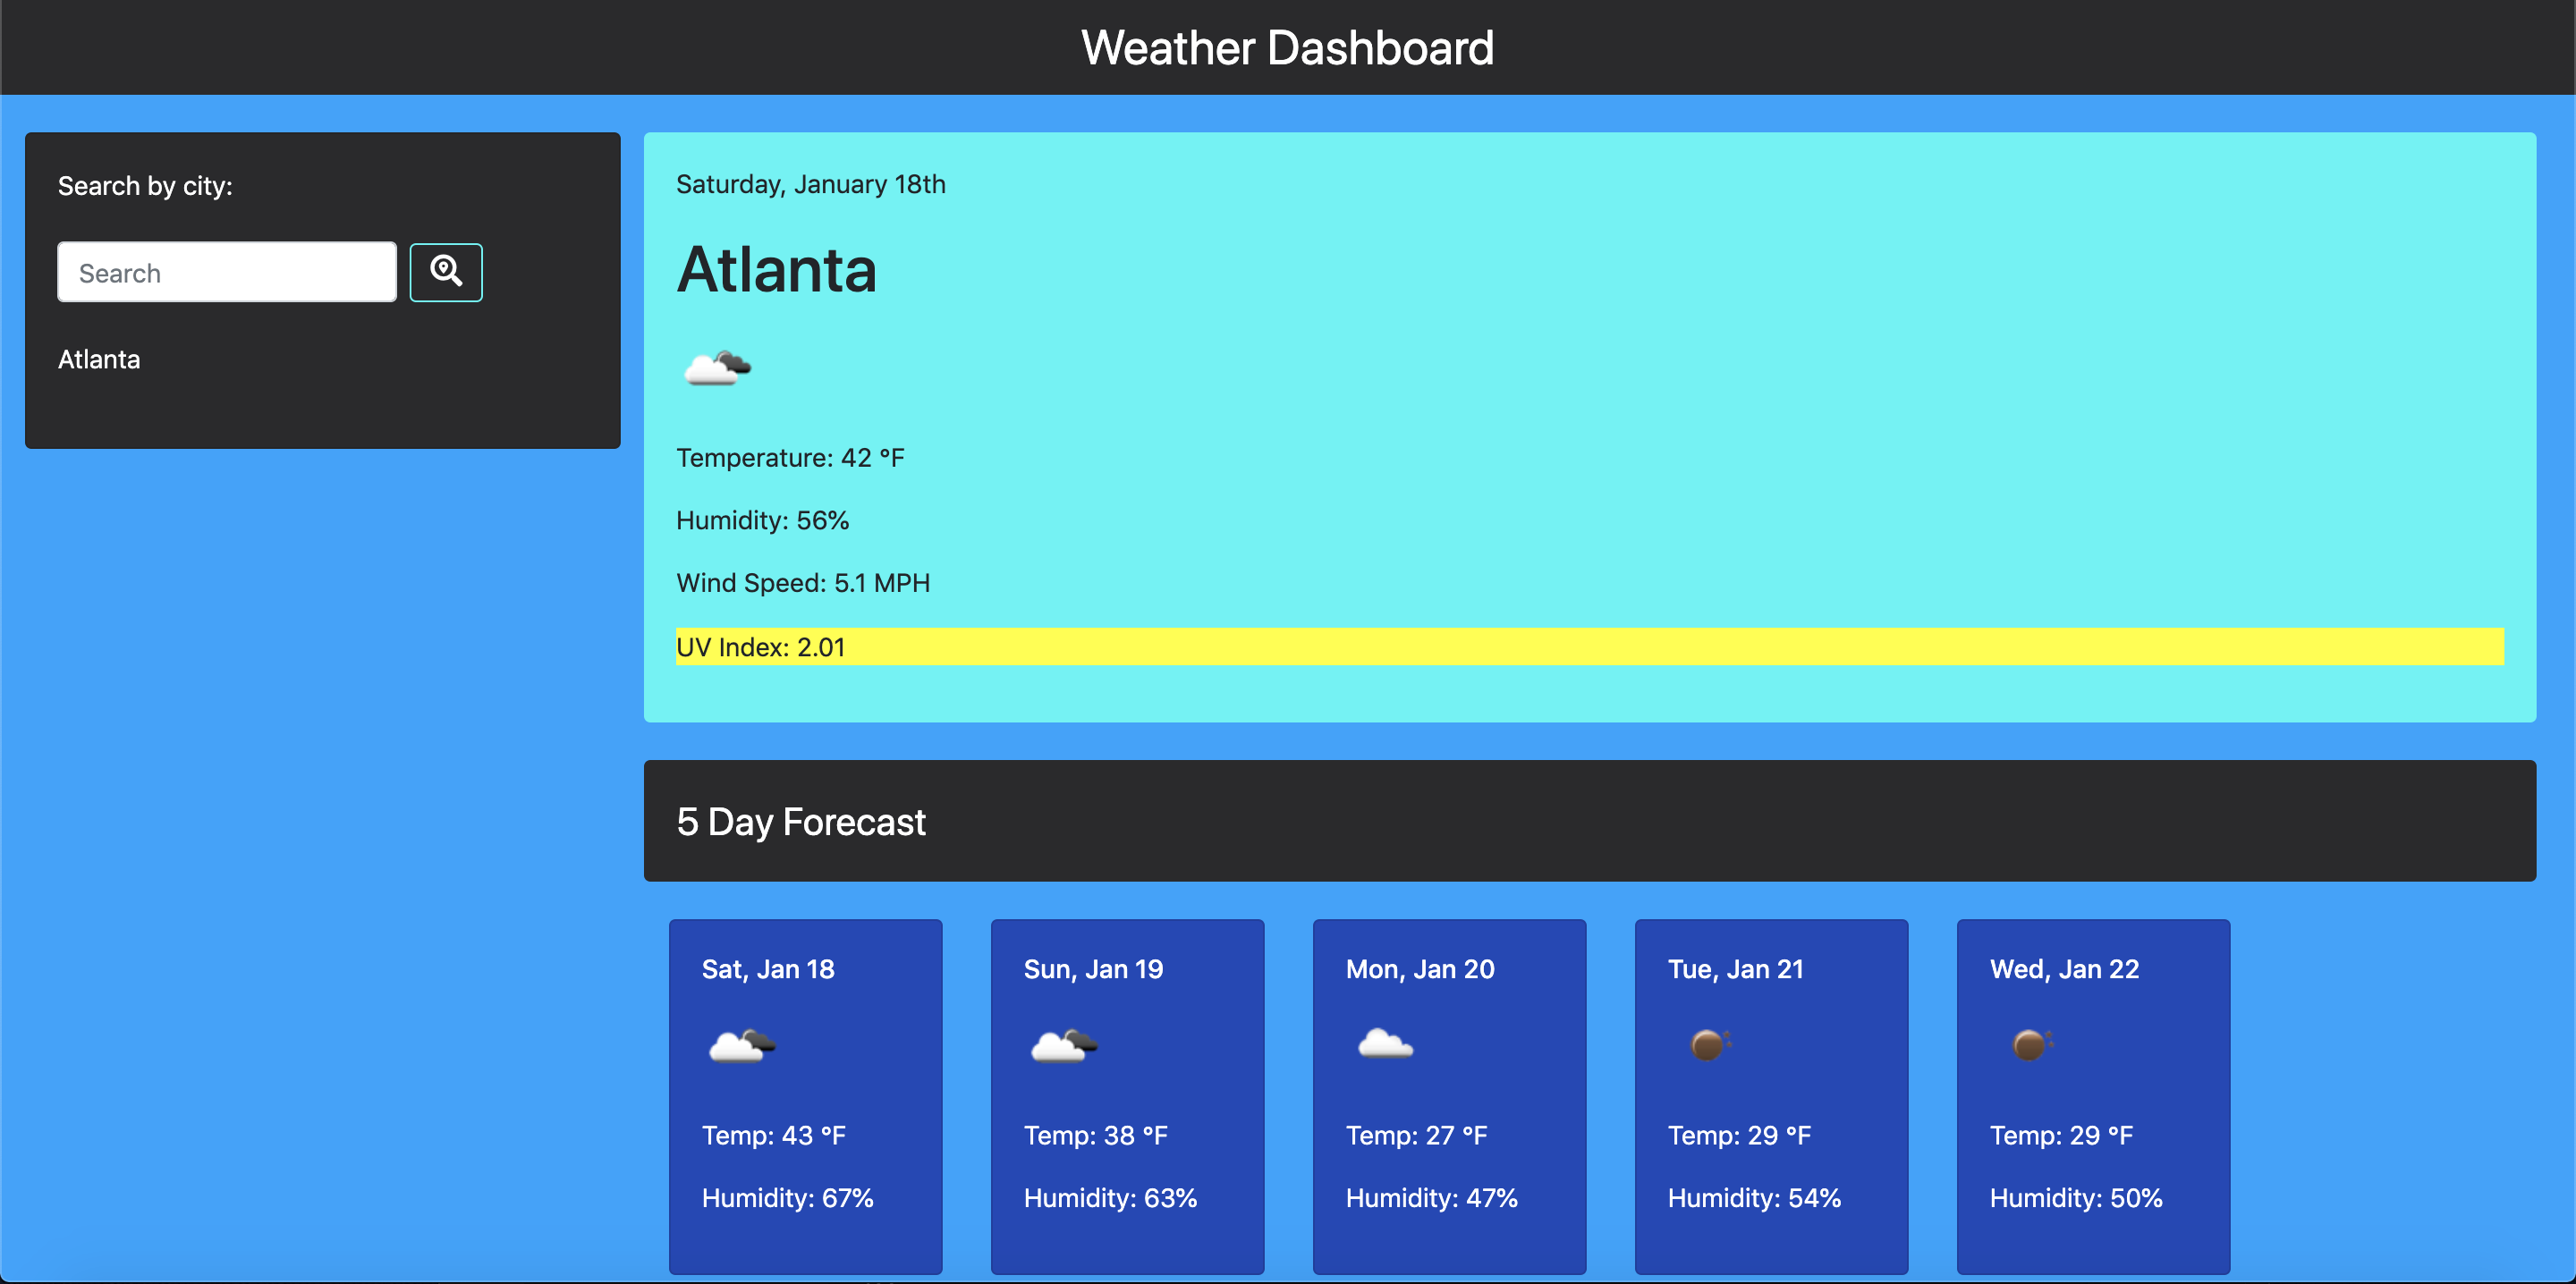 Weather Dashboard
Search by city:
Search
Atlanta
Saturday, January 18th
Atlanta
Temperature: 42 °F
Humidity: 56%
Wind Speed: 5.1 MPH
UV Index: 2.01
5 Day Forecast
Sat, Jan 18
Temp: 43 °F
Humidity: 67%
Sun, Jan 19
Temp: 38 °F
Humidity: 63%
Mon, Jan 20
Temp: 27 °F
Humidity: 47%
Tue, Jan 21
Temp: 29 °F
Humidity: 54%
Wed, Jan 22
Temp: 29 °F
Humidity: 50%